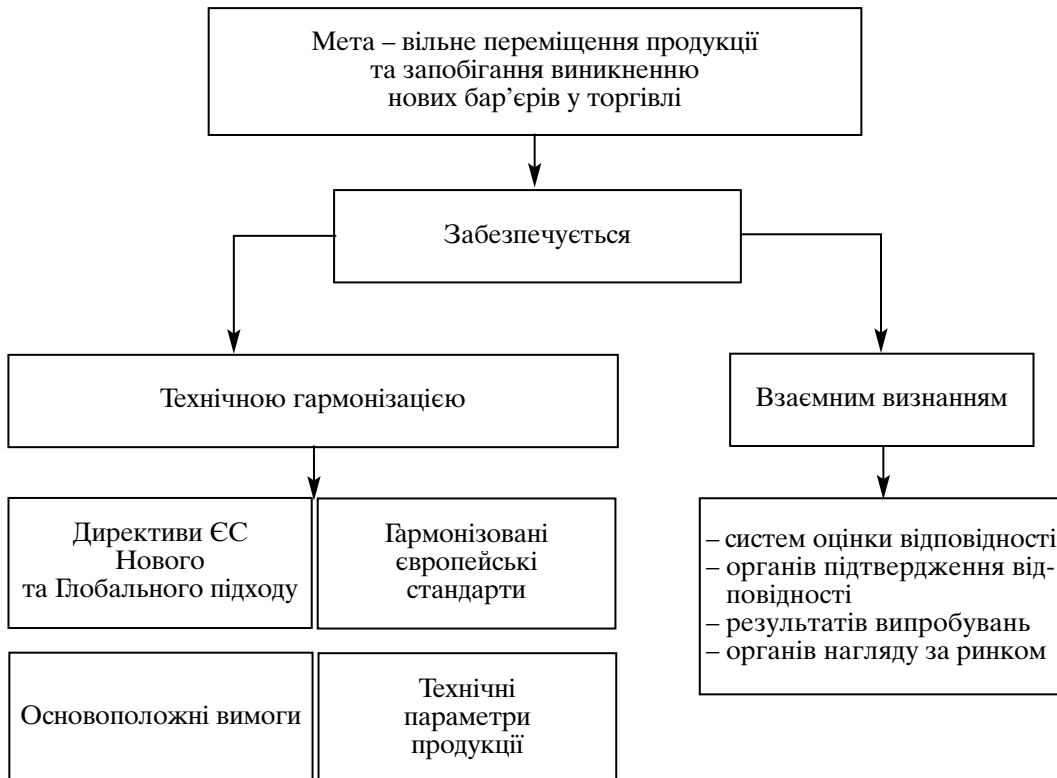 Мета – вільне переміщення продукції
та запобігання виникненню
нових бар’єрів у торгівлі
Забезпечується
Технічною гармонізацією
Взаємним визнанням
Директиви ЄС
Нового
та Глобального підходу
Гармонізовані
європейські
стандарти
– систем оцінки відповідності
– органів підтвердження від-
повідності
– результатів випробувань
– органів нагляду за ринком
Основоположні вимоги
Технічні
параметри
продукції